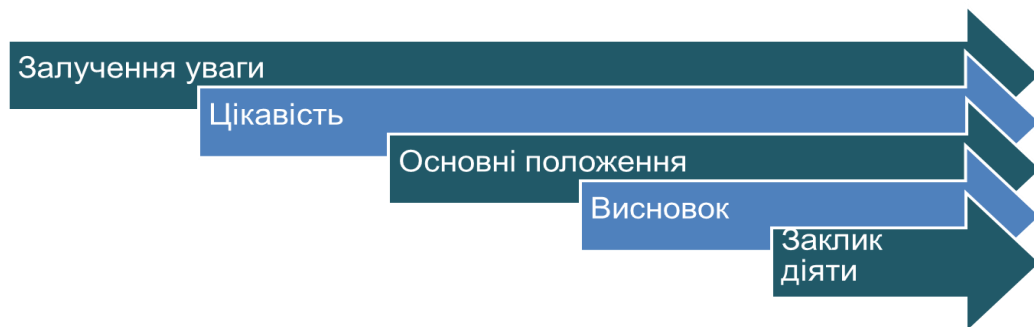 Залучення уваги
Цікавість
Основні положення
Висновок
Заклик
діяти